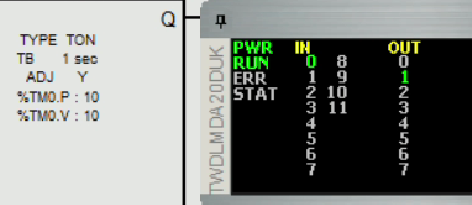 Q
TYPE TON
TB 1 sec
ADJ Y
%TM0.P : 10
%TM0.V : 10
TWDLMDA20DUK
PWR IN OUT
RUN 0 8 0
ERR 1 9 1
STAT 2 10 2
3 11 3
4 4
5 5
6 6
7 7